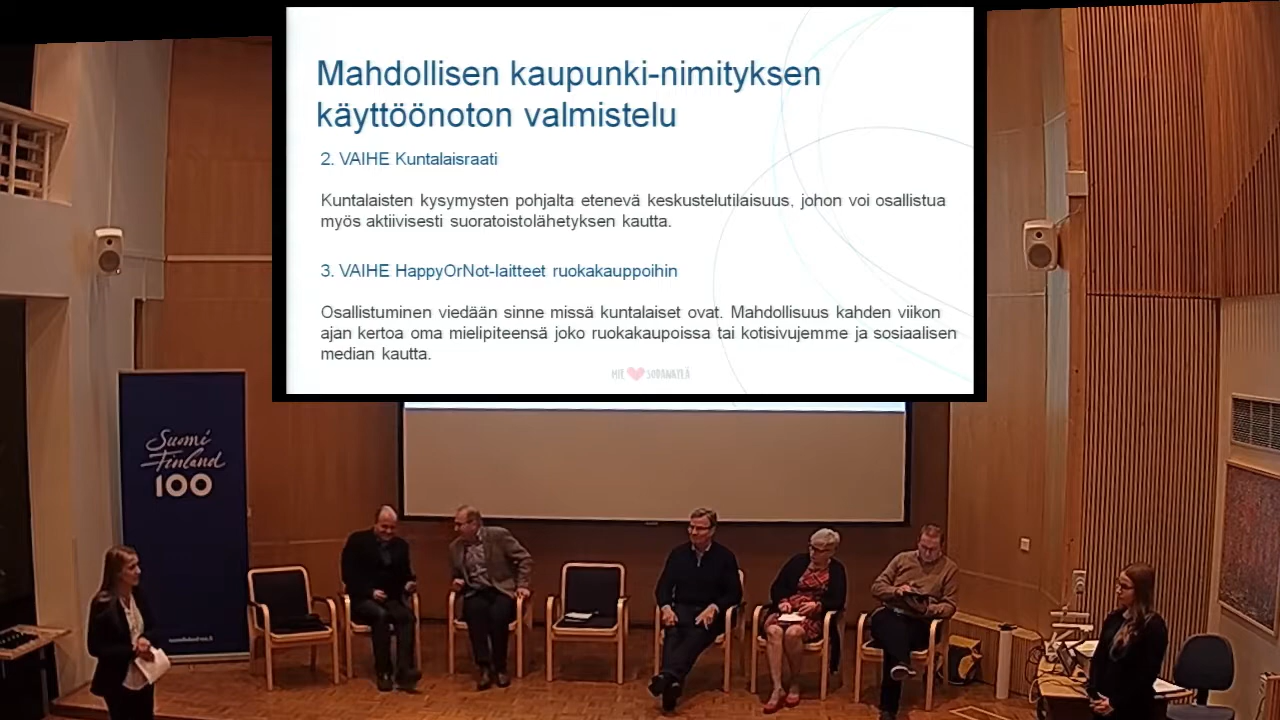 Mahdollisen kaupunki-nimityksen
käyttöönoton valmistelu
2. VAIHE Kuntalaisraati
Kuntalaisten kysymysten pohjalta etenevä keskustelutilaisuus, johon voi osallistua
myös aktiivisesti suoratoistolähetyksen kautta.
3. VAIHE HappyOrNot-laitteet ruokakauppoihin
Osallistuminen viedään sinne missä kuntalaiset ovat. Mahdollisuus kahden viikon
ajan kertoa oma mielipiteensä joko ruokakaupoissa tai kotisivujemme ja sosiaalisen
median kautta.
MIE SODANKYLÄ
Suomi
Finland
100